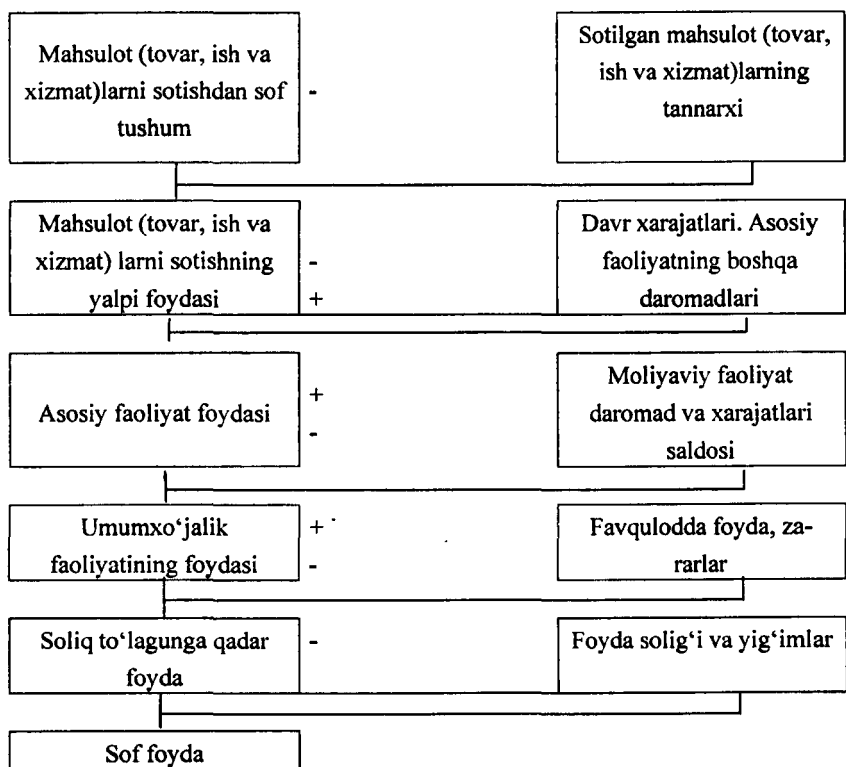 Mahsulot (tovar, ish va
xizmat)larni sotishdan sof
tushum
-
Sotilgan mahsulot (tovar,
ish va xizmat)larning
tannarxi
Mahsulot (tovar, ish va
xizmat) larni sotishning
yalpi foydasi
-
+
Davr xarajatlari. Asosiy
faoliyatning boshqa
daromadlari
Asosiy faoliyat foydasi
+
-
Moliyaviy faoliyat
daromad va xarajatlari
saldosi
Umumxo‘jalik
faoliyatining foydasi
+
-
Favqulodda foyda, za-
rarlar
Soliq to‘lagunga qadar
foyda
-
Foyda solig‘i va yig‘imlar
Sof foyda